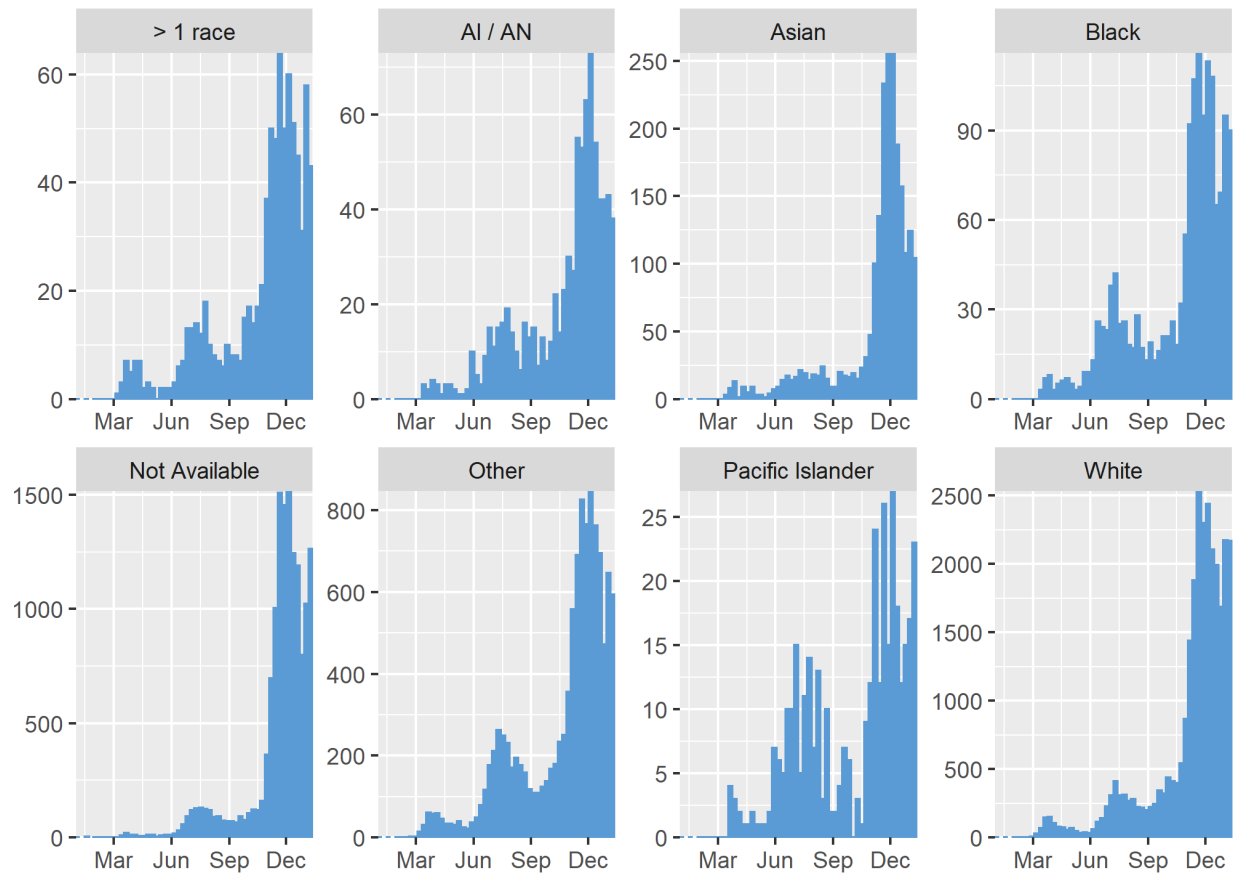 > 1 race
AI / AN
Asian
Black
60
40
20
0
60
40
20
0
250
200
150
100
50
0
90
60
30
0
Mar Jun Sep Dec
Mar Jun Sep Dec
Mar Jun Sep Dec
Mar Jun Sep Dec
Not Available
Other
Pacific Islander
White
1500
1000
500
0
800
600
400
200
0
25
20
15
10
5
0
2500
2000
1500
1000
500
0
Mar Jun Sep Dec
Mar Jun Sep Dec
Mar Jun Sep Dec
Mar Jun Sep Dec